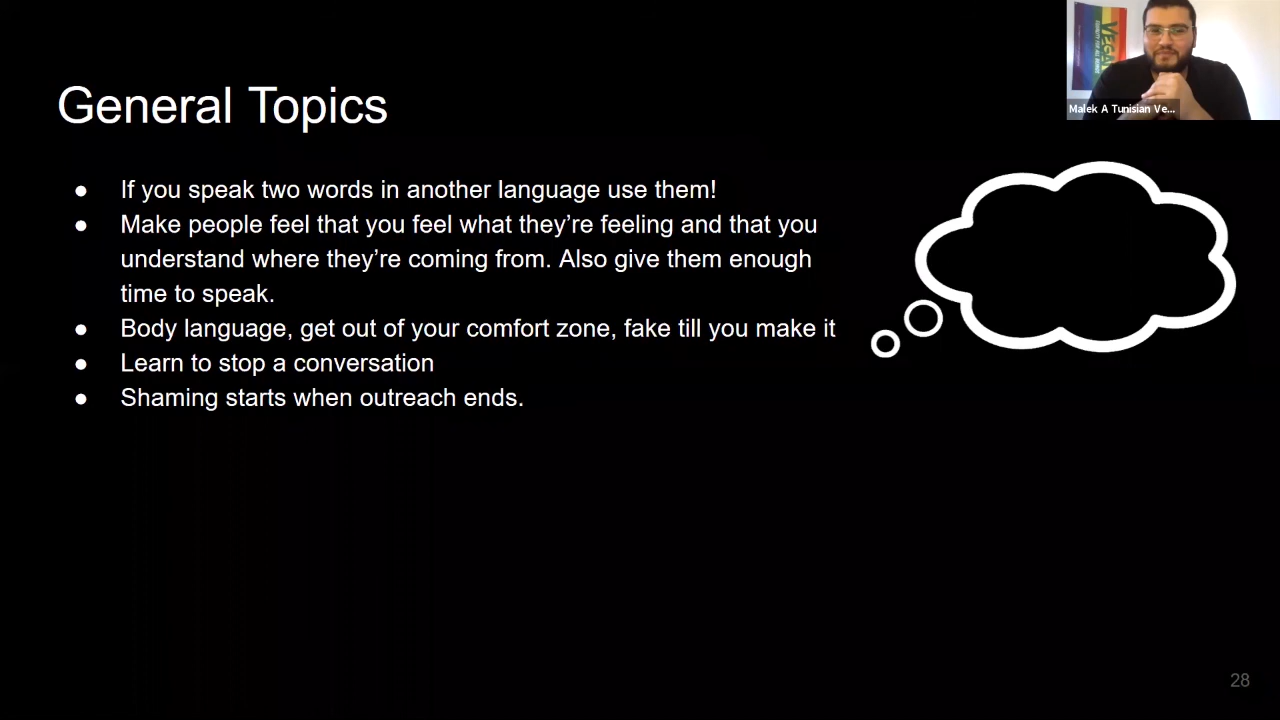 General Topics
● If you speak two words in another language use them!
● Make people feel that you feel what they’re feeling and that you
understand where they’re coming from. Also give them enough
time to speak.
● Body language, get out of your comfort zone, fake till you make it
● Learn to stop a conversation
● Shaming starts when outreach ends.
Malek A Tunisian Ve...
28